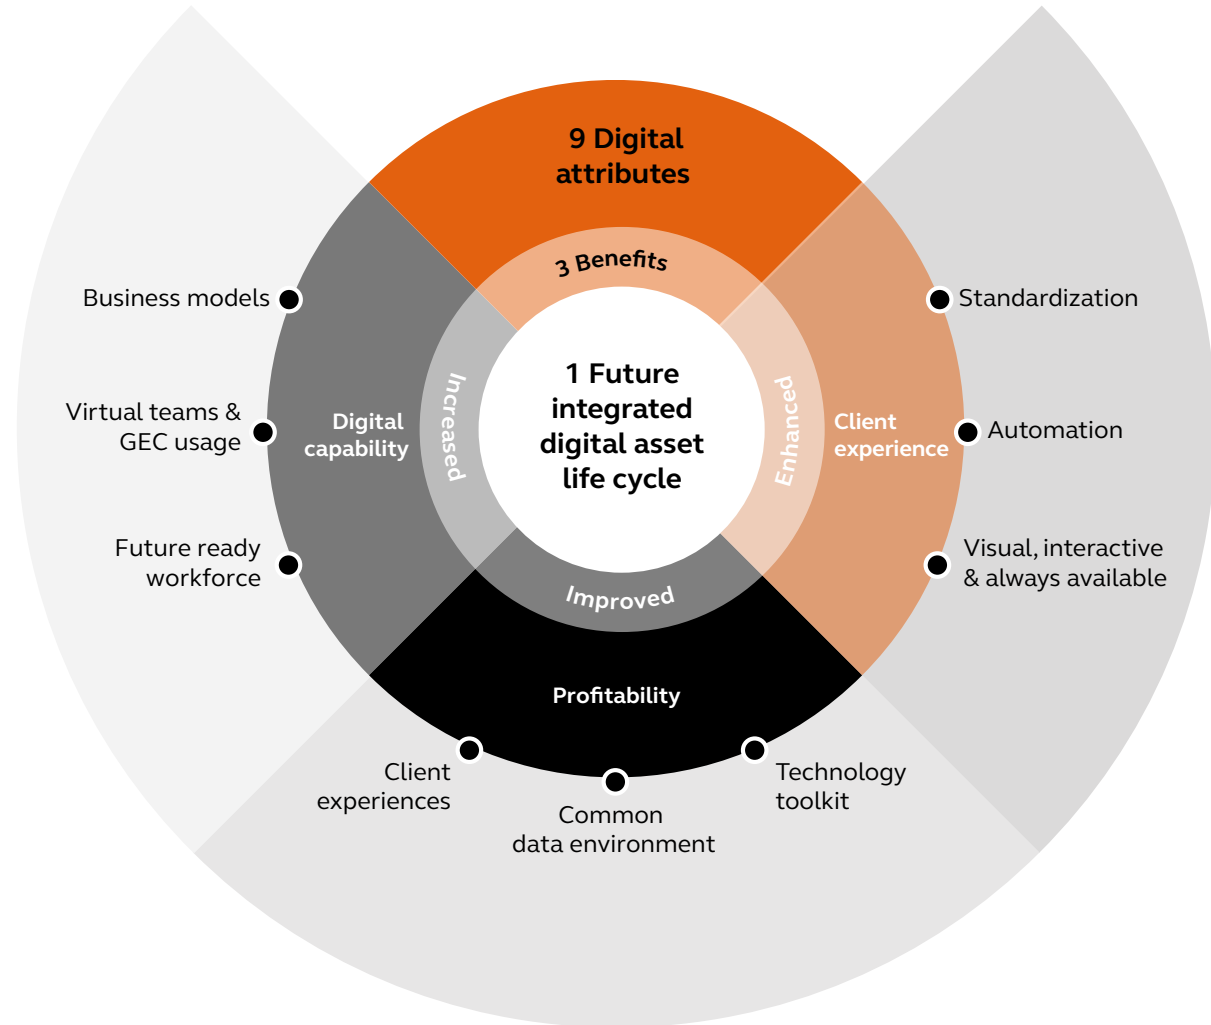 9 Digital
attributes
3 Benefits
1 Future
integrated
digital asset
life cycle
Increased
Digital
capability
Business models
Virtual teams &
GEC usage
Future ready
workforce
Enhanced
Client
experience
Standardization
Automation
Visual, interactive
& always available
Improved
Profitability
Client
experiences
Common
data environment
Technology
toolkit